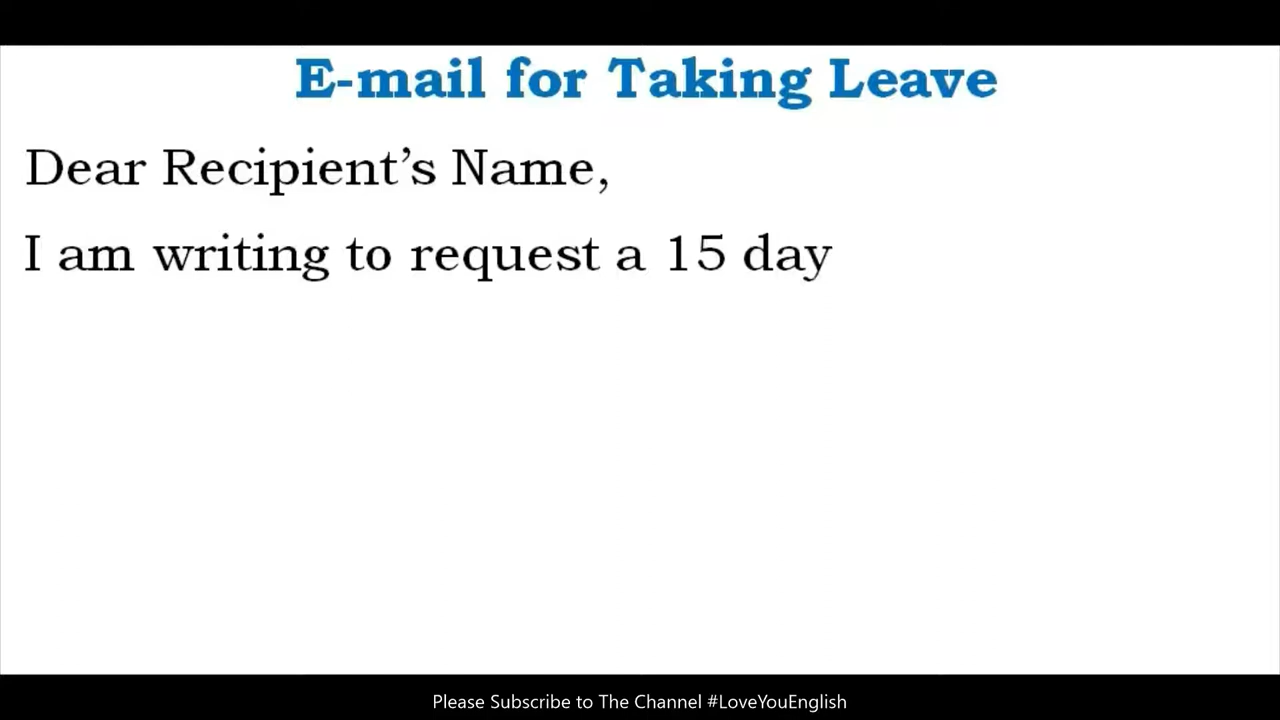 E-mail for Taking Leave
Dear Recipient’s Name,
I am writing to request a 15 day
Please Subscribe to The Channel #LoveYouEnglish